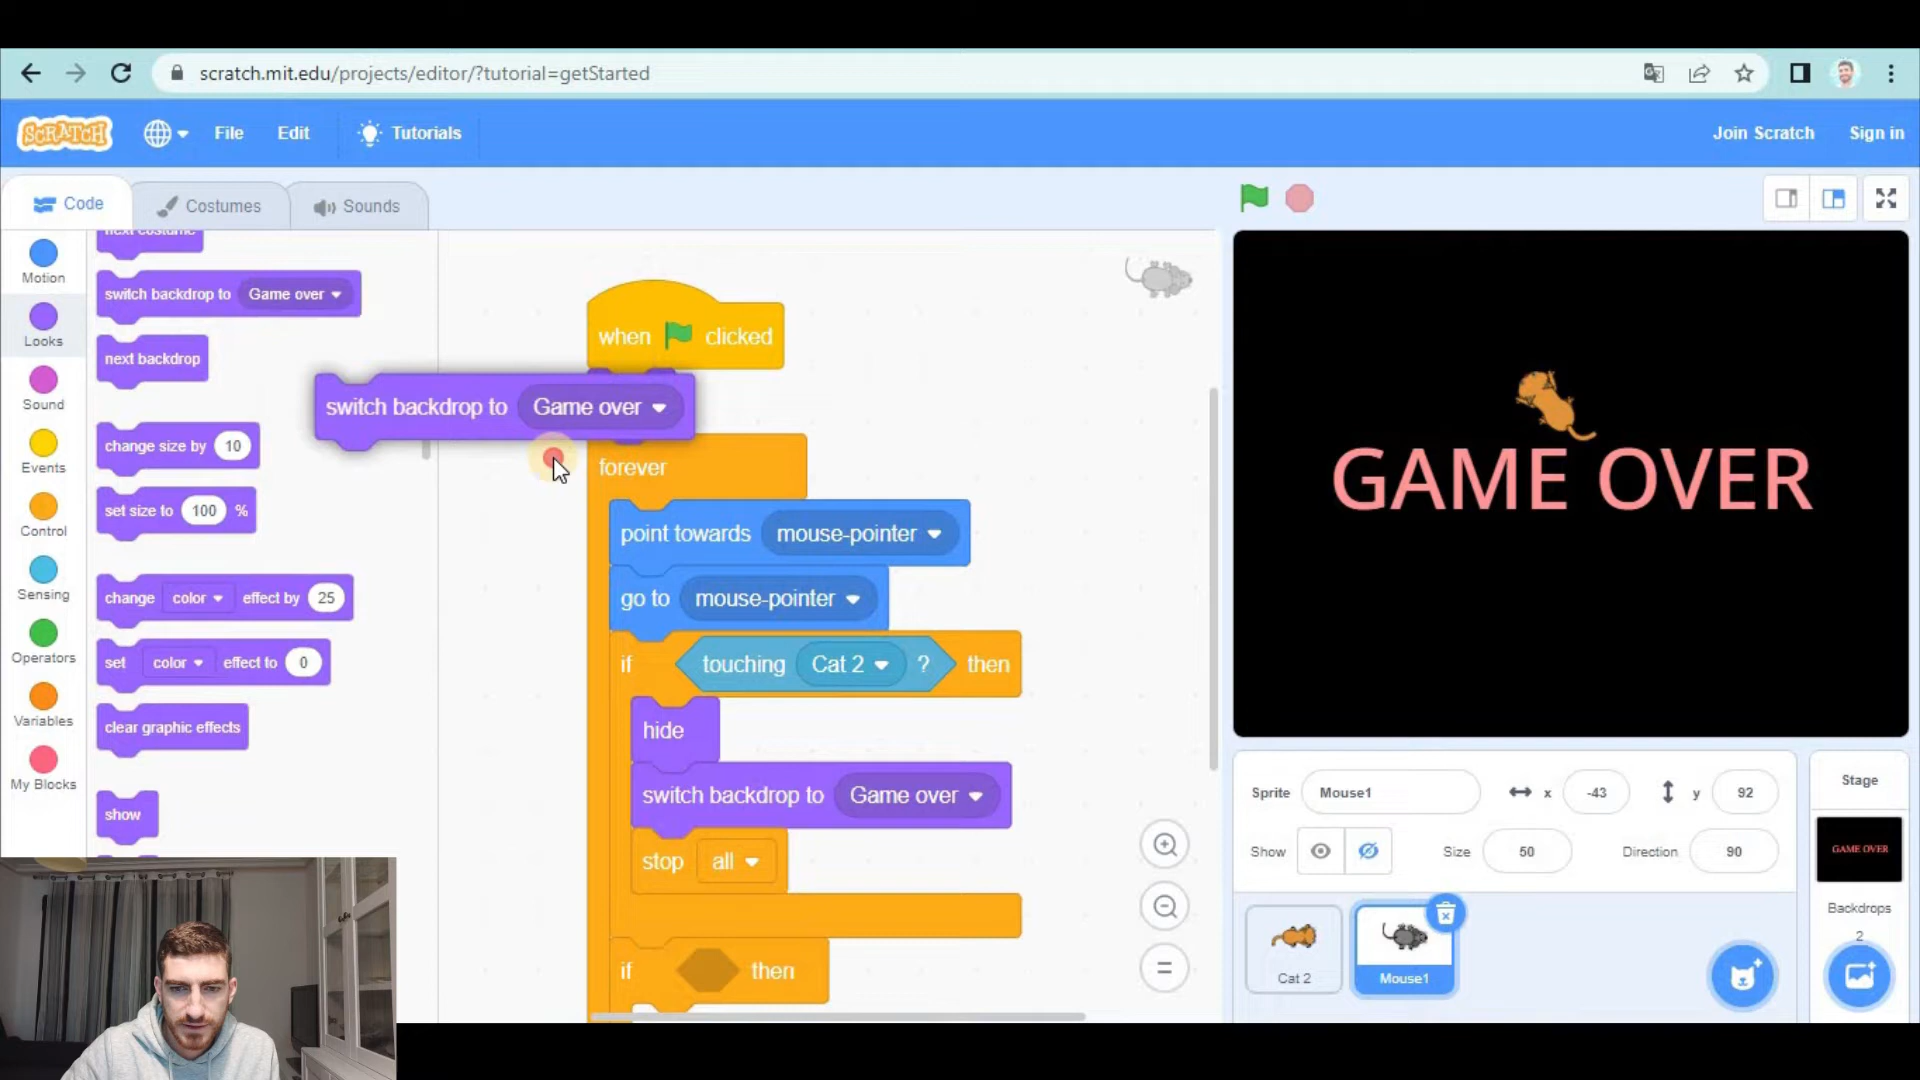 scratch.mit.edu/projects/editor/?tutorial=getStarted
SCRATCH File Edit Tutorials Join Scratch Sign in
Code Costumes Sounds
Motion
Looks
Sound
Events
Control
Sensing
Operators
Variables
My Blocks
next costume
switch backdrop to Game over
next backdrop
change size by 10
set size to 100 %
change color effect by 25
set color effect to 0
clear graphic effects
show
switch backdrop to Game over
when clicked
forever
point towards mouse-pointer
go to mouse-pointer
if touching Cat 2 ? then
hide
switch backdrop to Game over
stop all
if then
GAME OVER
Sprite Mouse1 x -43 y 92
Show Size 50 Direction 90
Cat 2
Mouse1
Stage
GAME OVER
Backdrops
2